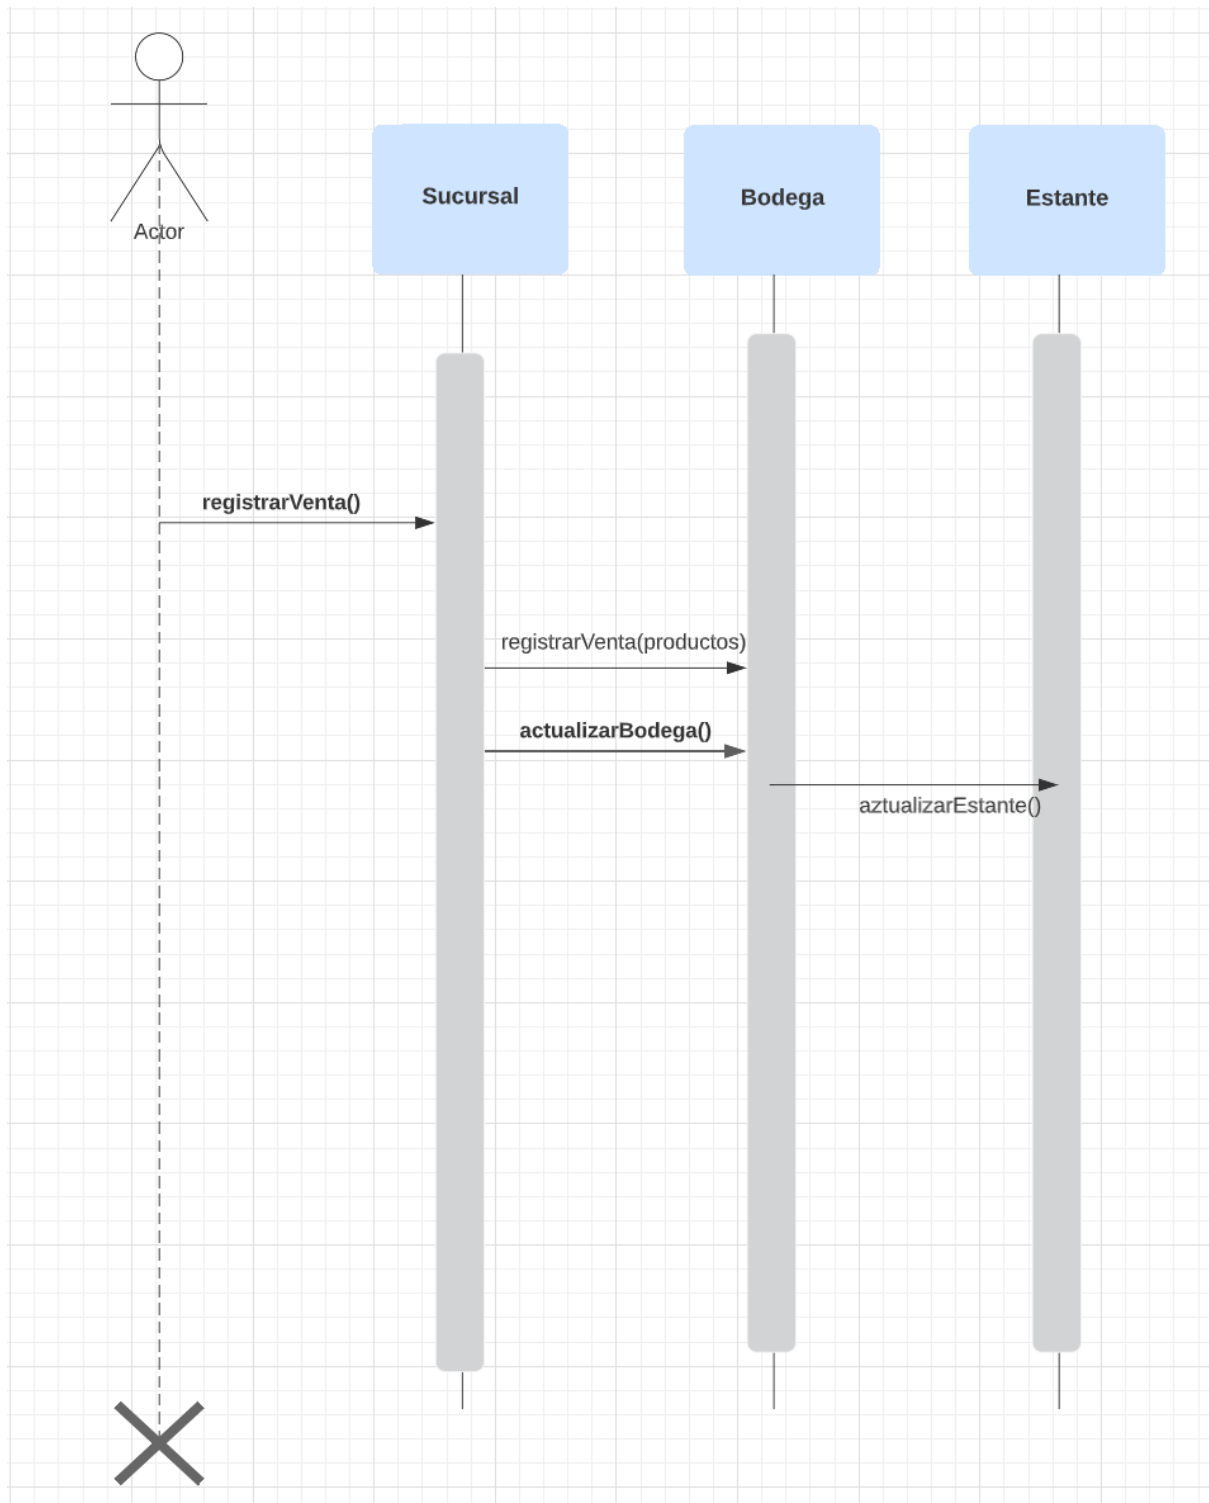 Actor
Sucursal
Bodega
Estante
registrarVenta()
registrarVenta(productos)
actualizarBodega()
aztualizarEstante()